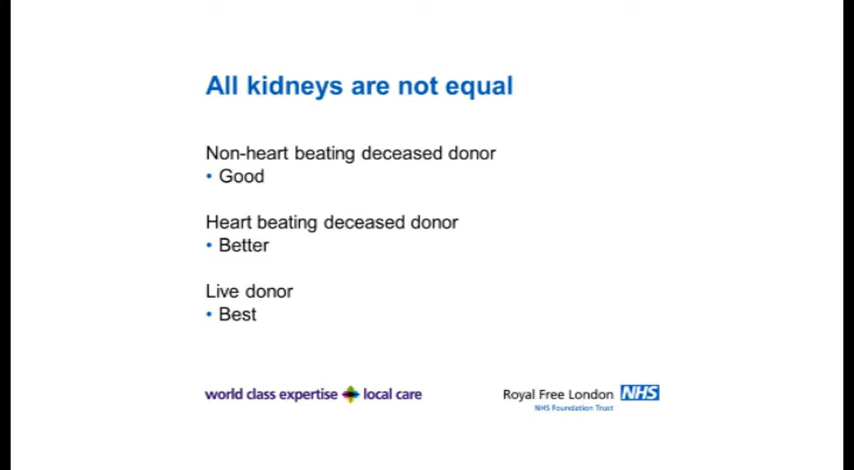 All kidneys are not equal
Non-heart beating deceased donor
• Good
Heart beating deceased donor
• Better
Live donor
• Best
world class expertise local care
Royal Free London NHS
NHS Foundation Trust